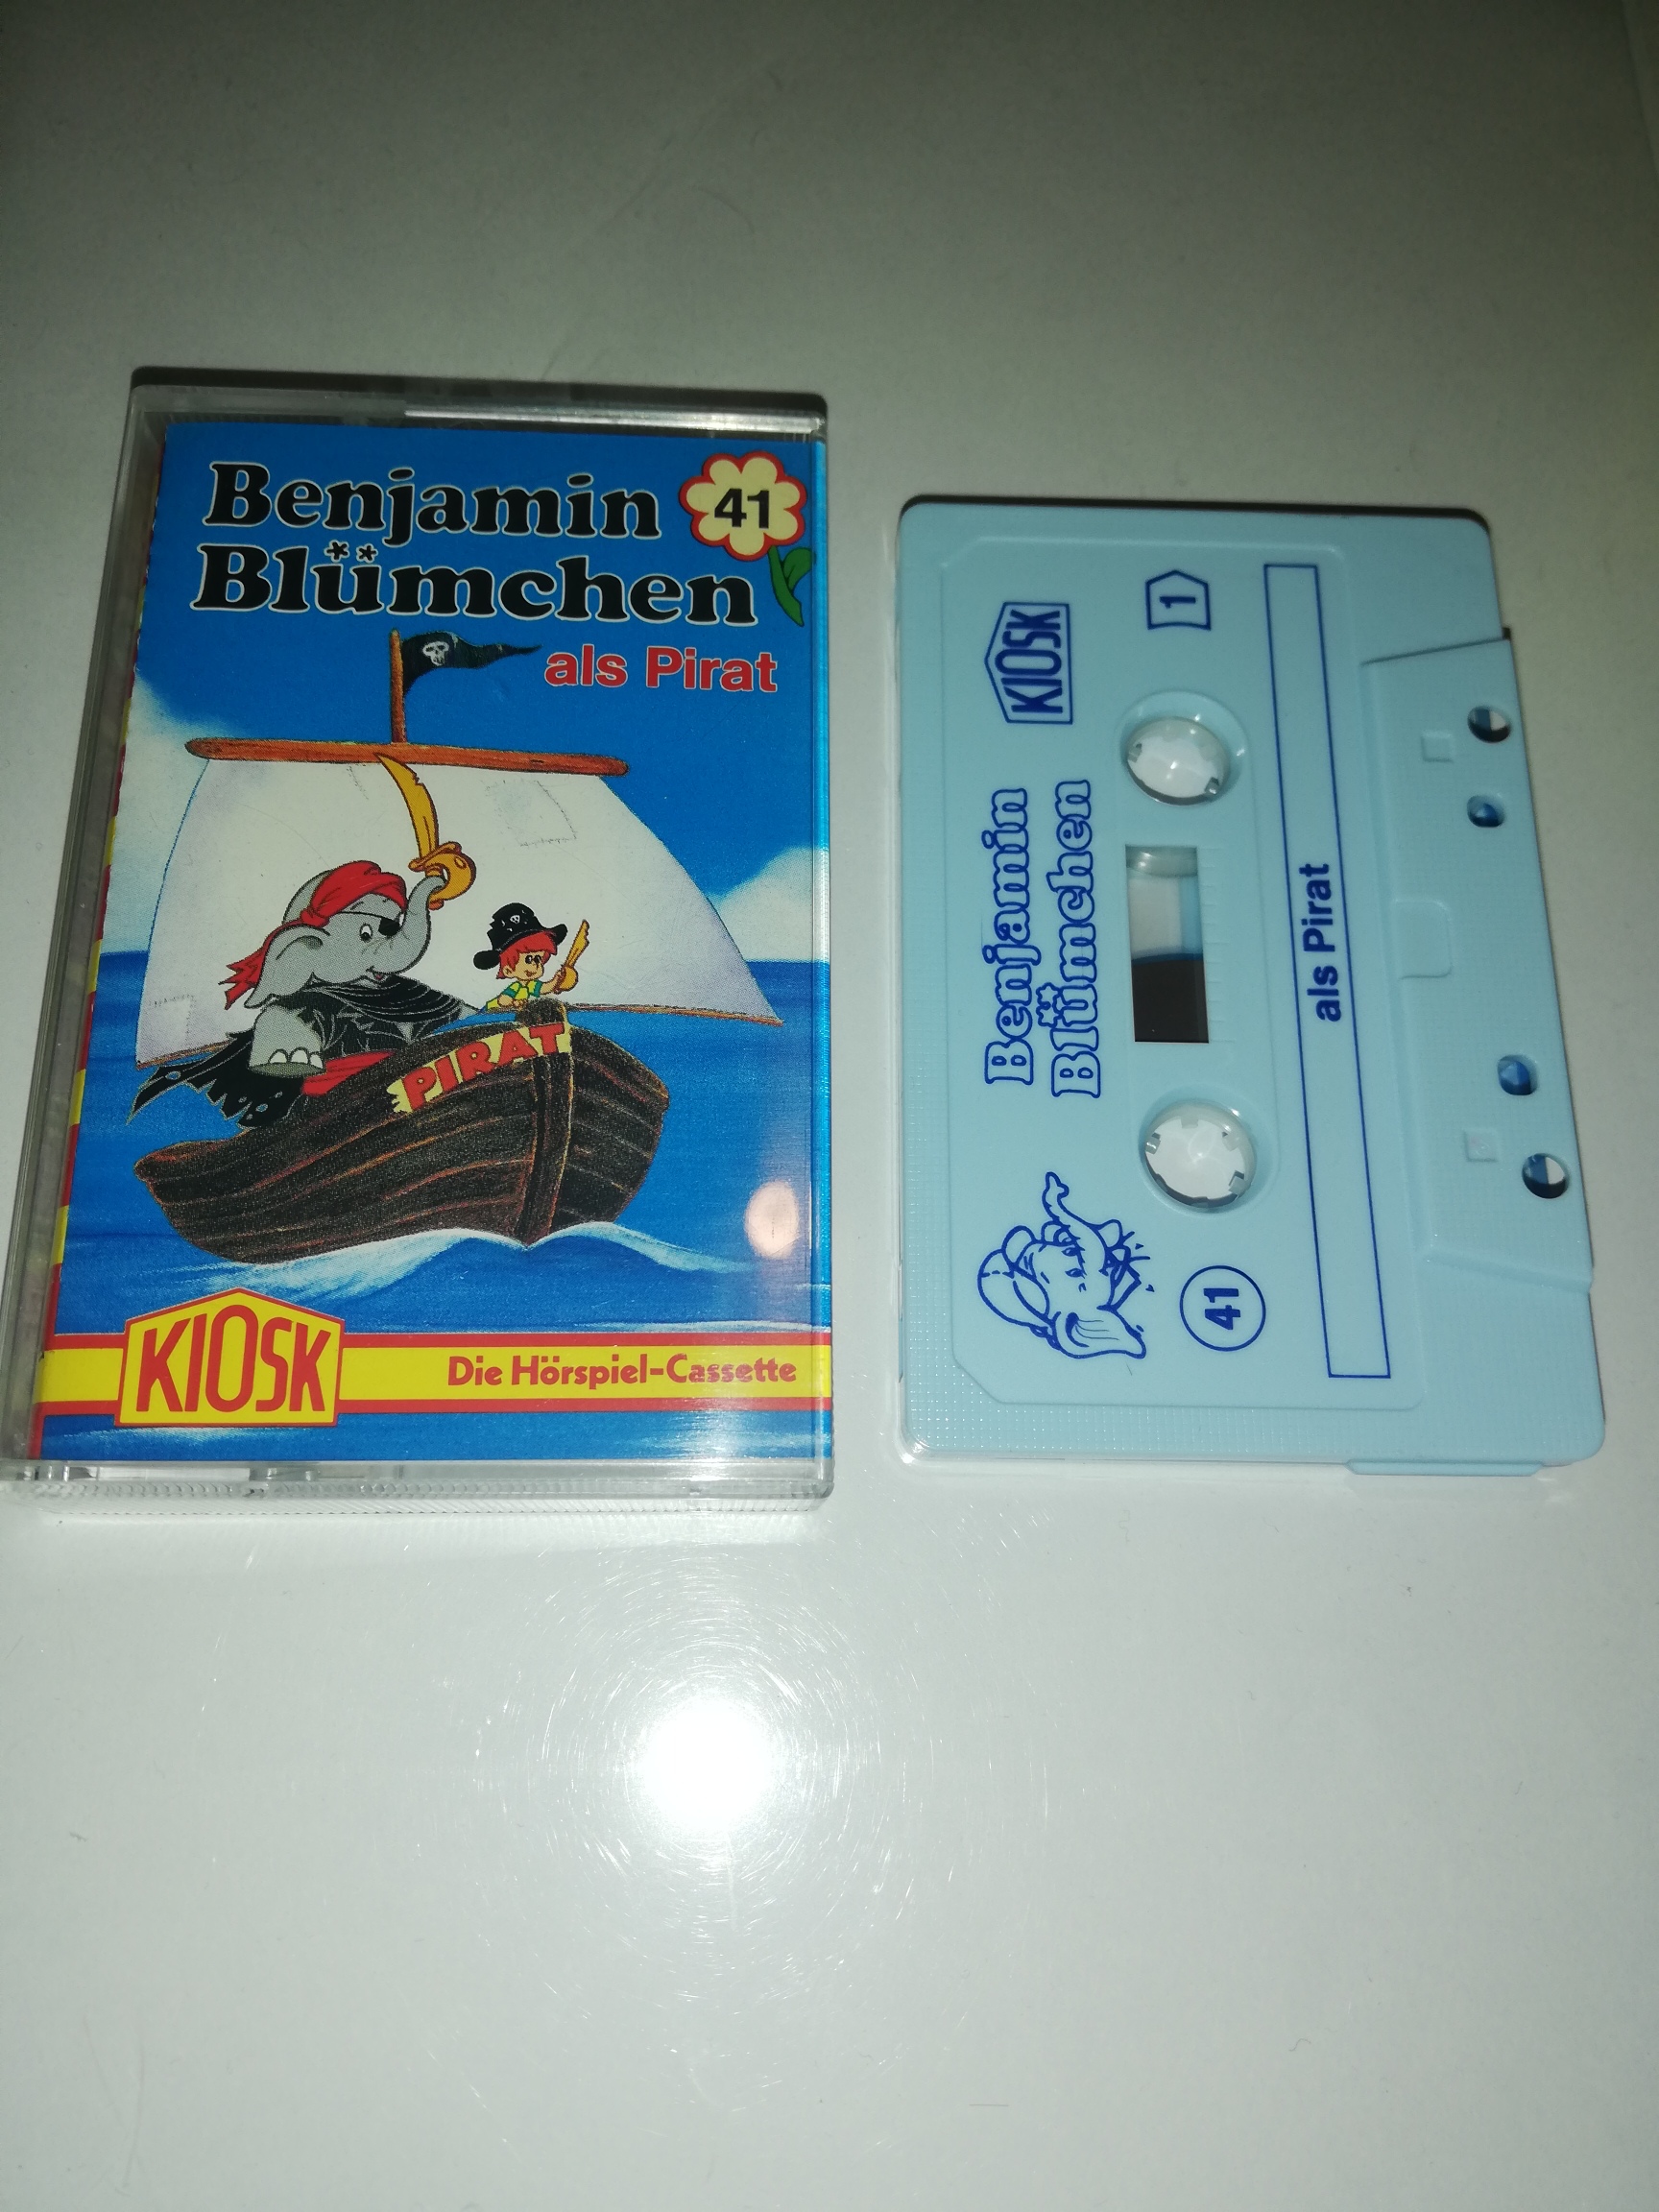 Benjamin
Blümchen
41
als Pirat
PIRAT
KIOSK
Die Hörspiel-Cassette
KIOSK
1
Benjamin
Blümchen
41
als Pirat